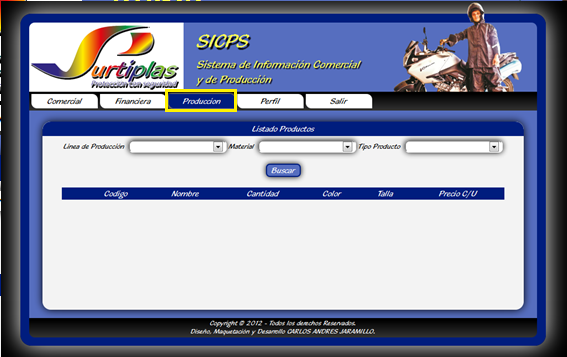 Surtiplas
Protección con seguridad
SICPS
Sistema de Información Comercial
y de Producción
Comercial Financiera Produccion Perfil Salir
Listado Productos
Linea de Producción Material Tipo Producto
Buscar
Codigo Nombre Cantidad Color Talla Precio C/U
Copyright © 2012 - Todos los derechos Reservados.
Diseño, Maquetación y Desarrollo CARLOS ANDRES JARAMILLO.